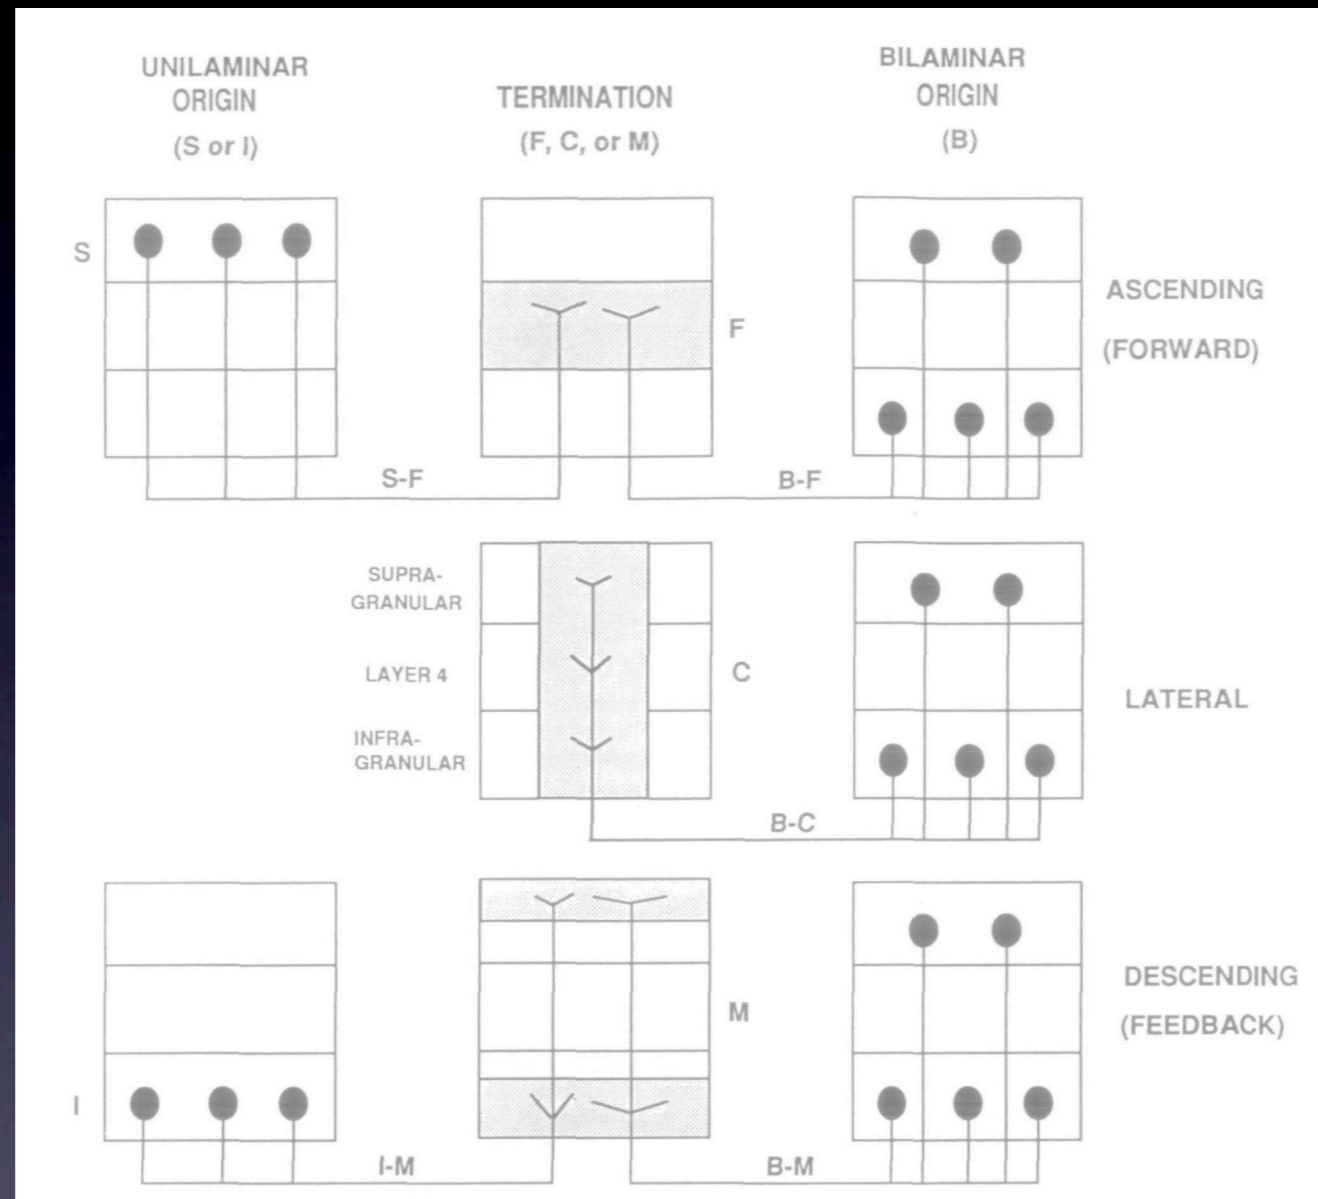 UNILAMINAR
ORIGIN
(S or I)
TERMINATION
(F, C, or M)
BILAMINAR
ORIGIN
(B)
S
F
ASCENDING
(FORWARD)
S-F
B-F
SUPRA-
GRANULAR
LAYER 4
INFRA-
GRANULAR
C
LATERAL
B-C
M
DESCENDING
(FEEDBACK)
I
I-M
B-M